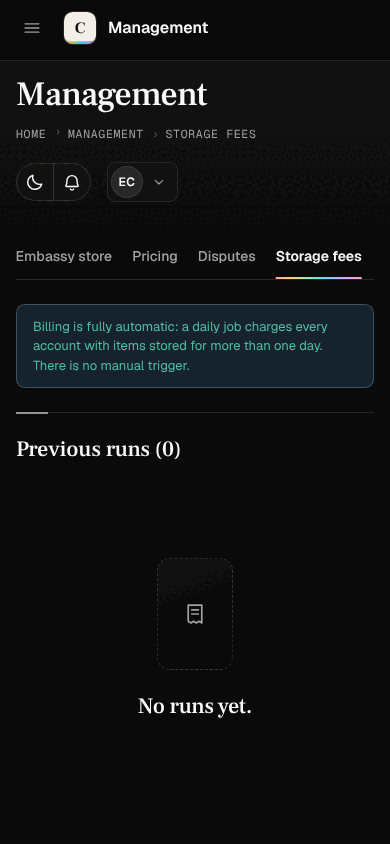 C Management
Management
HOME › MANAGEMENT › STORAGE FEES
EC
Embassy store Pricing Disputes Storage fees
Billing is fully automatic: a daily job charges every
account with items stored for more than one day.
There is no manual trigger.
Previous runs (0)
No runs yet.